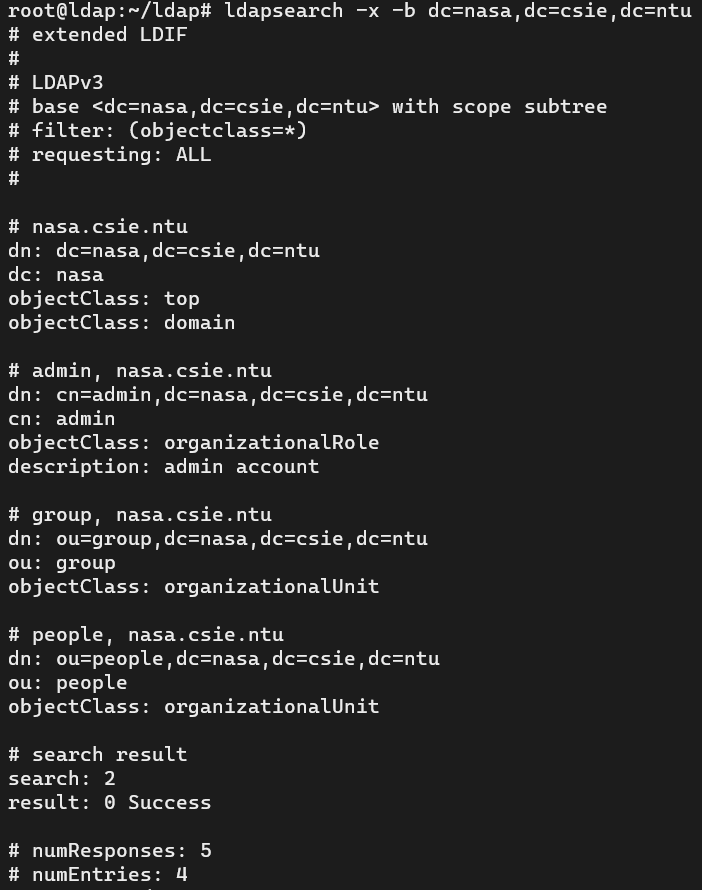 root@ldap:~/ldap# ldapsearch -x -b dc=nasa,dc=csie,dc=ntu
# extended LDIF
#
# LDAPv3
# base <dc=nasa,dc=csie,dc=ntu> with scope subtree
# filter: (objectclass=*)
# requesting: ALL
#

# nasa.csie.ntu
dn: dc=nasa,dc=csie,dc=ntu
dc: nasa
objectClass: top
objectClass: domain

# admin, nasa.csie.ntu
dn: cn=admin,dc=nasa,dc=csie,dc=ntu
cn: admin
objectClass: organizationalRole
description: admin account

# group, nasa.csie.ntu
dn: ou=group,dc=nasa,dc=csie,dc=ntu
ou: group
objectClass: organizationalUnit

# people, nasa.csie.ntu
dn: ou=people,dc=nasa,dc=csie,dc=ntu
ou: people
objectClass: organizationalUnit

# search result
search: 2
result: 0 Success

# numResponses: 5
# numEntries: 4